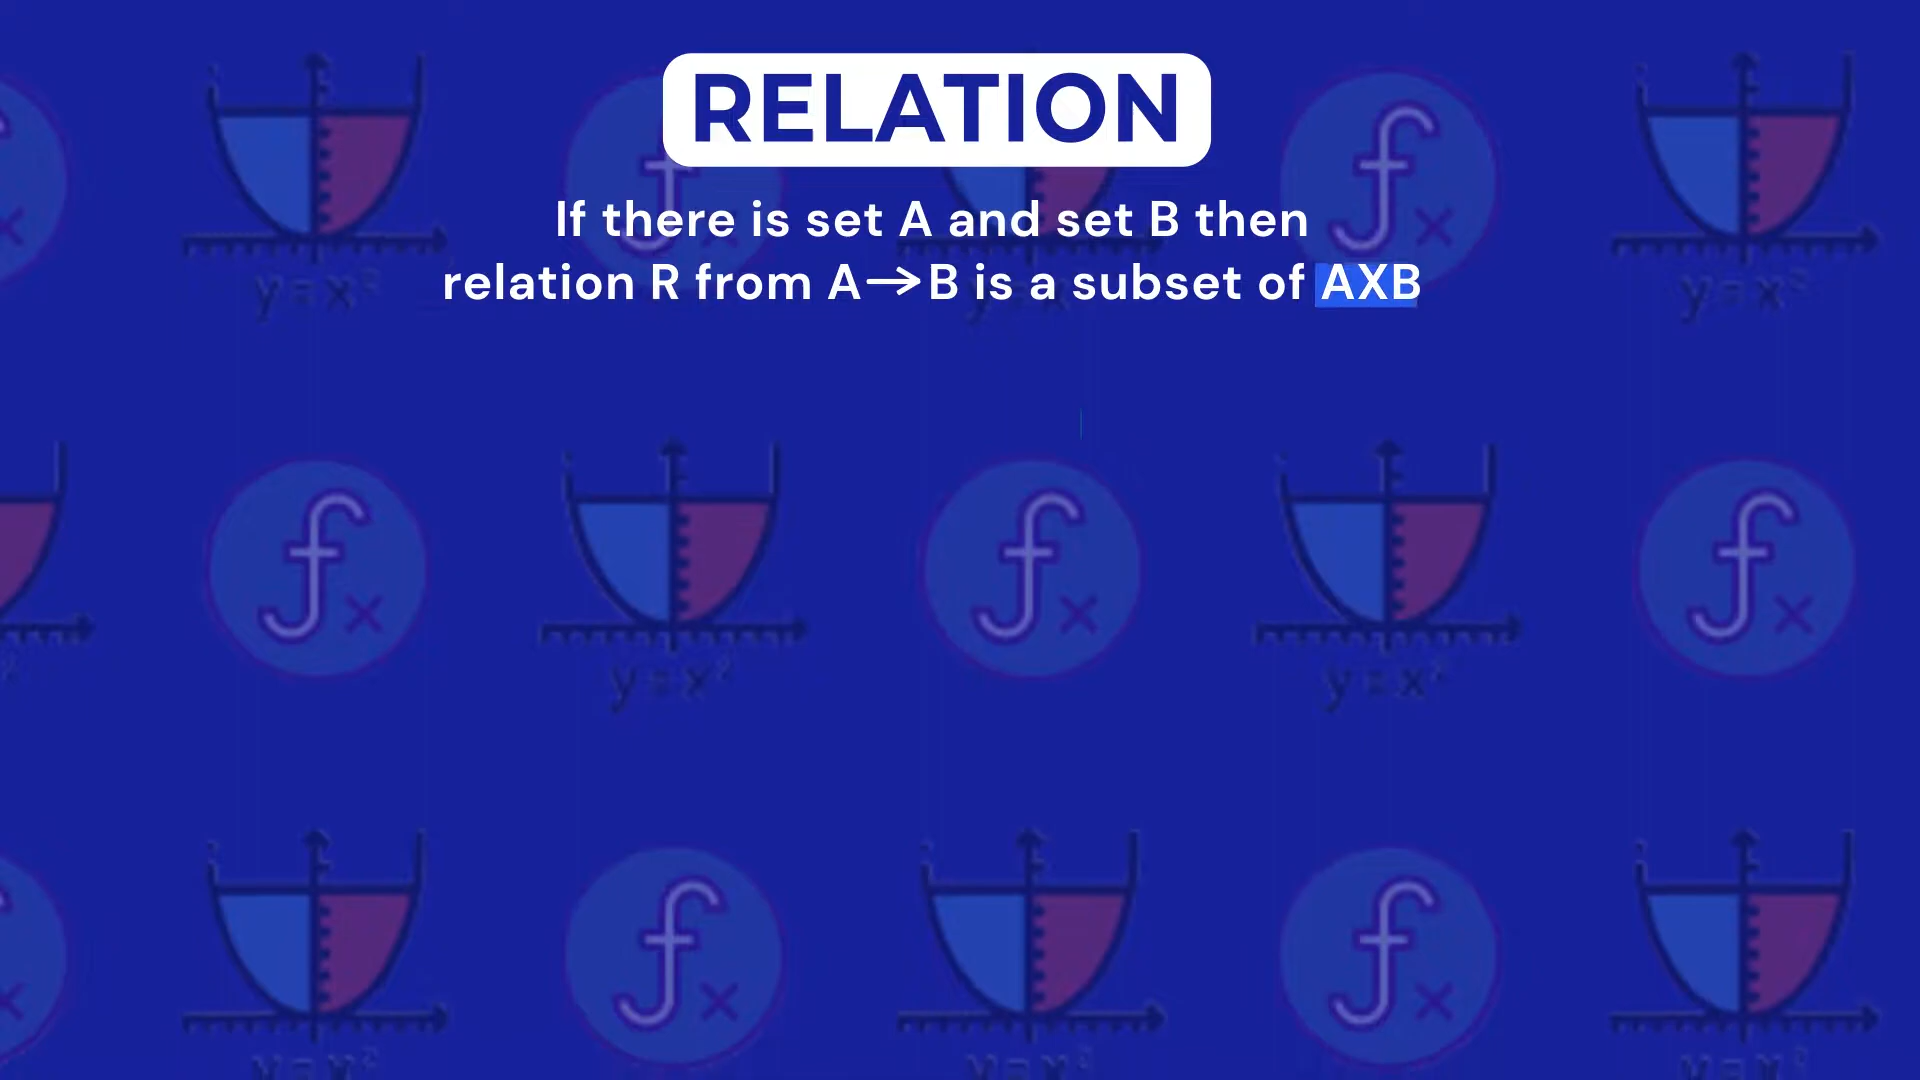 RELATION
If there is set A and set B then
relation R from A→B is a subset of AXB